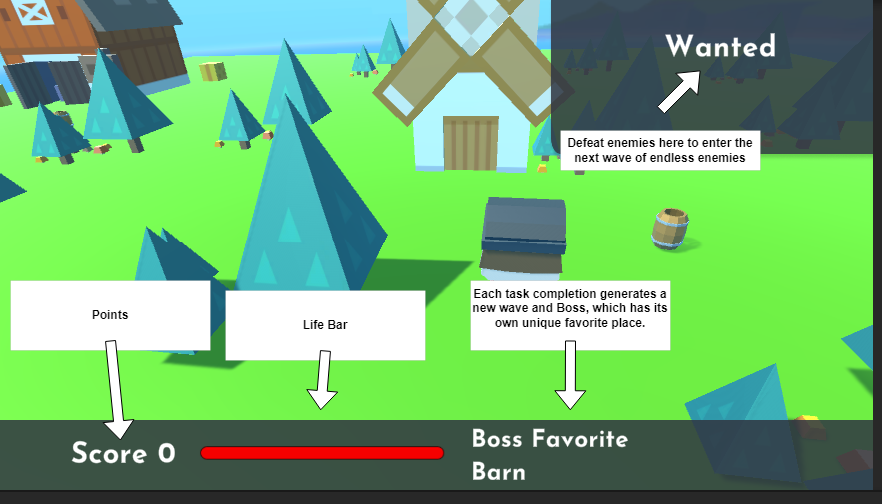 Wanted
Defeat enemies here to enter the
next wave of endless enemies
Points
Life Bar
Each task completion generates a
new wave and Boss, which has its
own unique favorite place.
Score 0
Boss Favorite
Barn